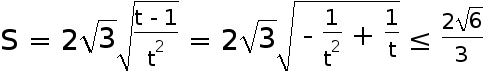 S = 2√3 √((t - 1)/t²) = 2√3 √(- 1/t² + 1/t) ≤ 2√6/3